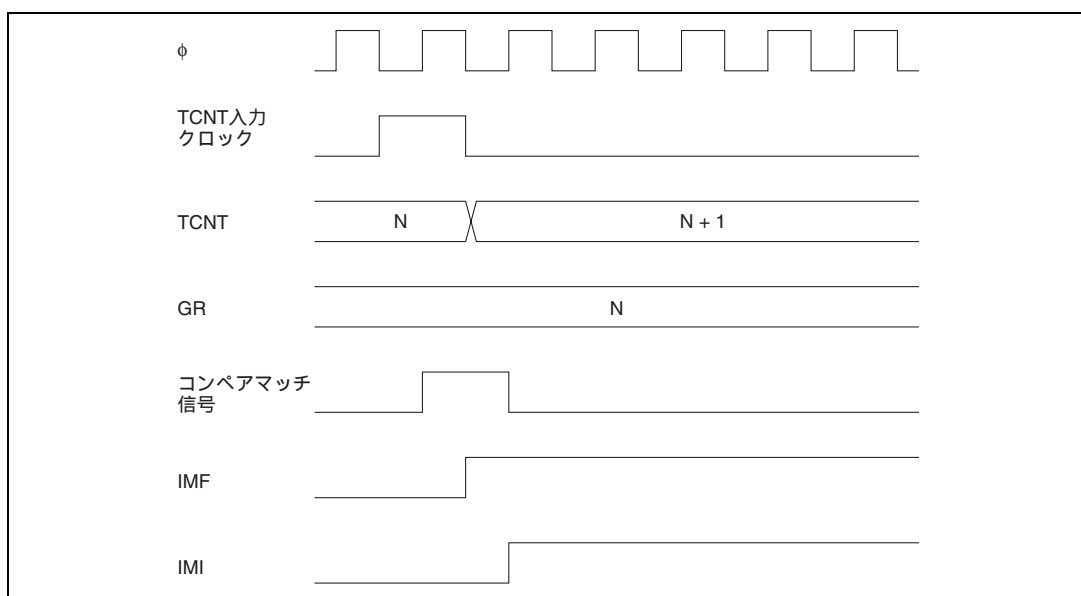 φ
TCNT入力
クロック
TCNT
N
N + 1
GR
N
コンペアマッチ
信号
IMF
IMI